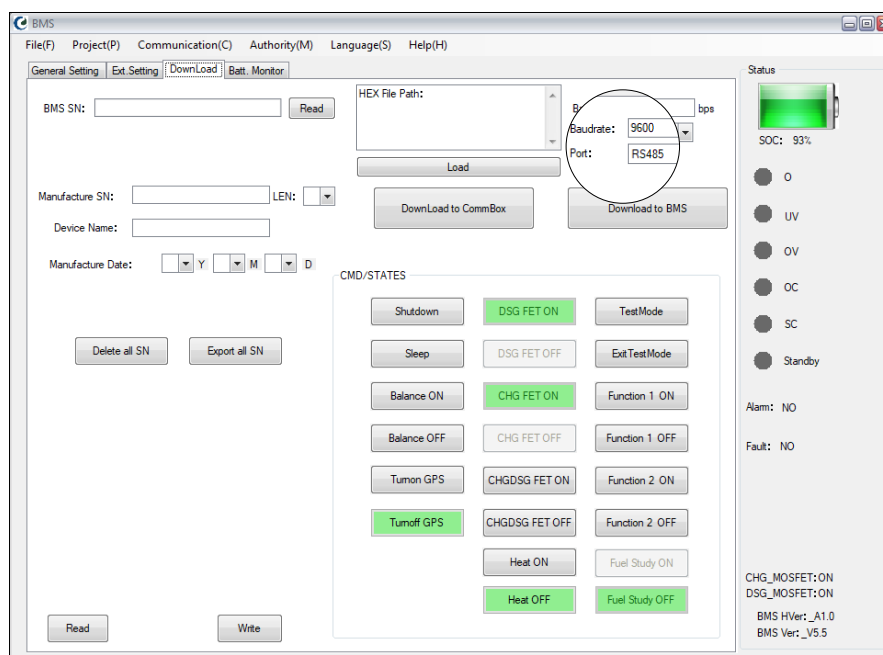 BMS
File(F) Project(P) Communication(C) Authority(M) Language(S) Help(H)
General Setting Ext.Setting DownLoad Batt. Monitor
BMS SN: Read
HEX File Path:
Load
bps
Baudrate: 9600
Port: RS485
Manufacture SN: LEN:
Device Name:
Manufacture Date: Y M D
DownLoad to CommBox Download to BMS
Delete all SN Export all SN
CMD/STATES
Shutdown DSG FET ON TestMode
Sleep DSG FET OFF ExitTestMode
Balance ON CHG FET ON Function 1 ON
Balance OFF CHG FET OFF Function 1 OFF
Turnon GPS CHGDSG FET ON Function 2 ON
Turnoff GPS CHGDSG FET OFF Function 2 OFF
Heat ON Fuel Study ON
Heat OFF Fuel Study OFF
Read Write
Status
SOC: 93%
O
UV
OV
OC
SC
Standby
Alarm: NO
Fault: NO
CHG_MOSFET:ON
DSG_MOSFET:ON
BMS HVer:_A1.0
BMS Ver:_V5.5